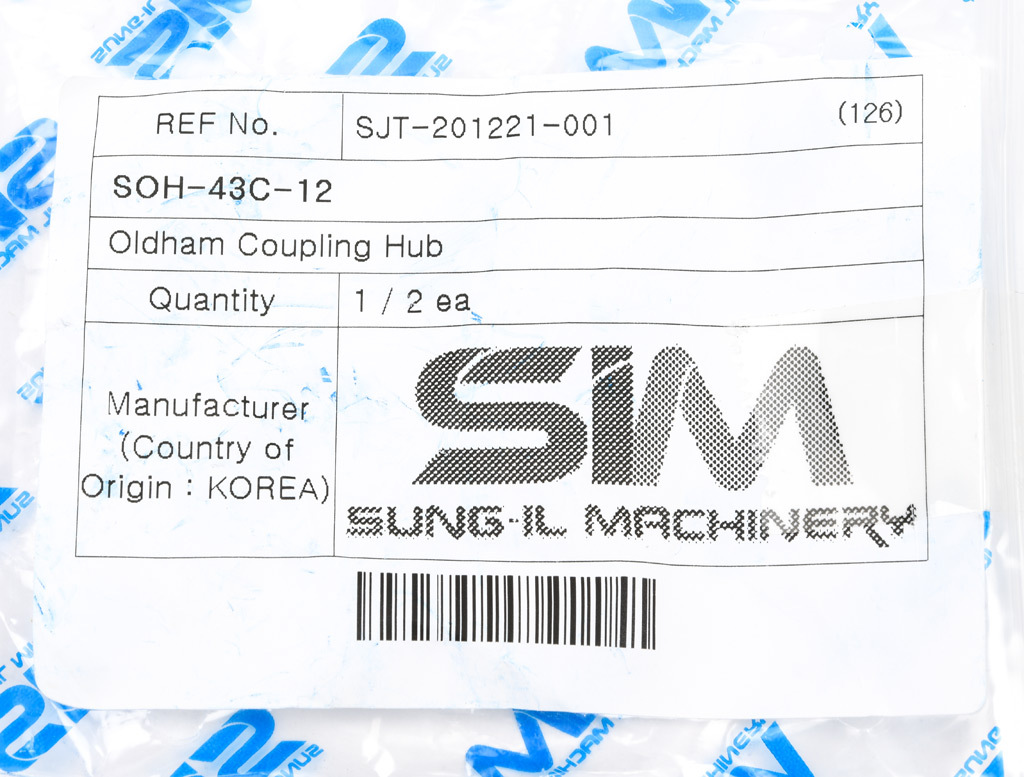 REF No. SJT-201221-001 (126)
SOH-43C-12
Oldham Coupling Hub
Quantity 1 / 2 ea
Manufacturer
(Country of
Origin : KOREA)
SIM
SUNG-IL MACHINERY